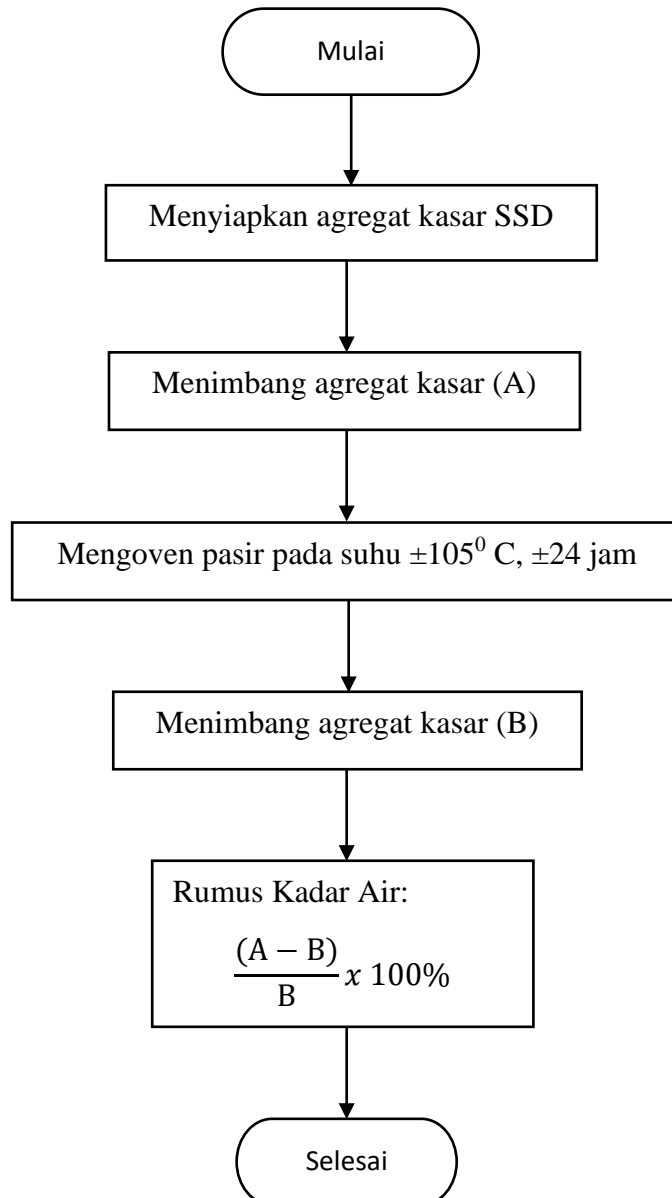 Mulai
Menyiapkan agregat kasar SSD
Menimbang agregat kasar (A)
Mengoven pasir pada suhu ±105⁰ C, ±24 jam
Menimbang agregat kasar (B)
Rumus Kadar Air:
(A − B)
B
x 100%
Selesai